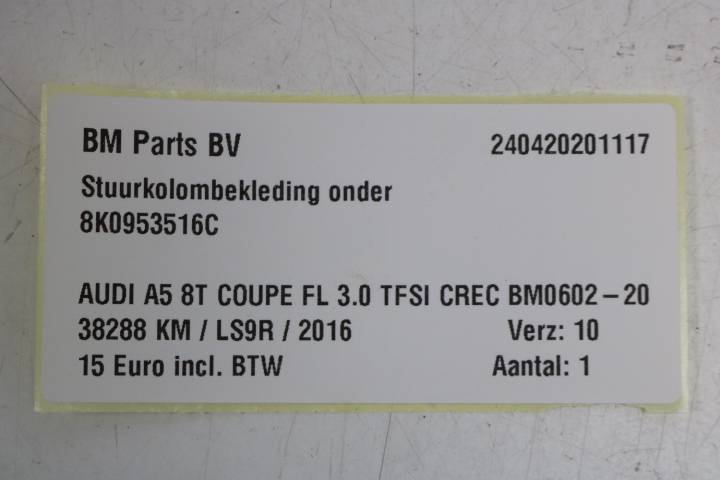 BM Parts BV 240420201117
Stuurkolombekleding onder
8K0953516C
AUDI A5 8T COUPE FL 3.0 TFSI CREC BM0602-20
38288 KM / LS9R / 2016 Verz: 10
15 Euro incl. BTW Aantal: 1